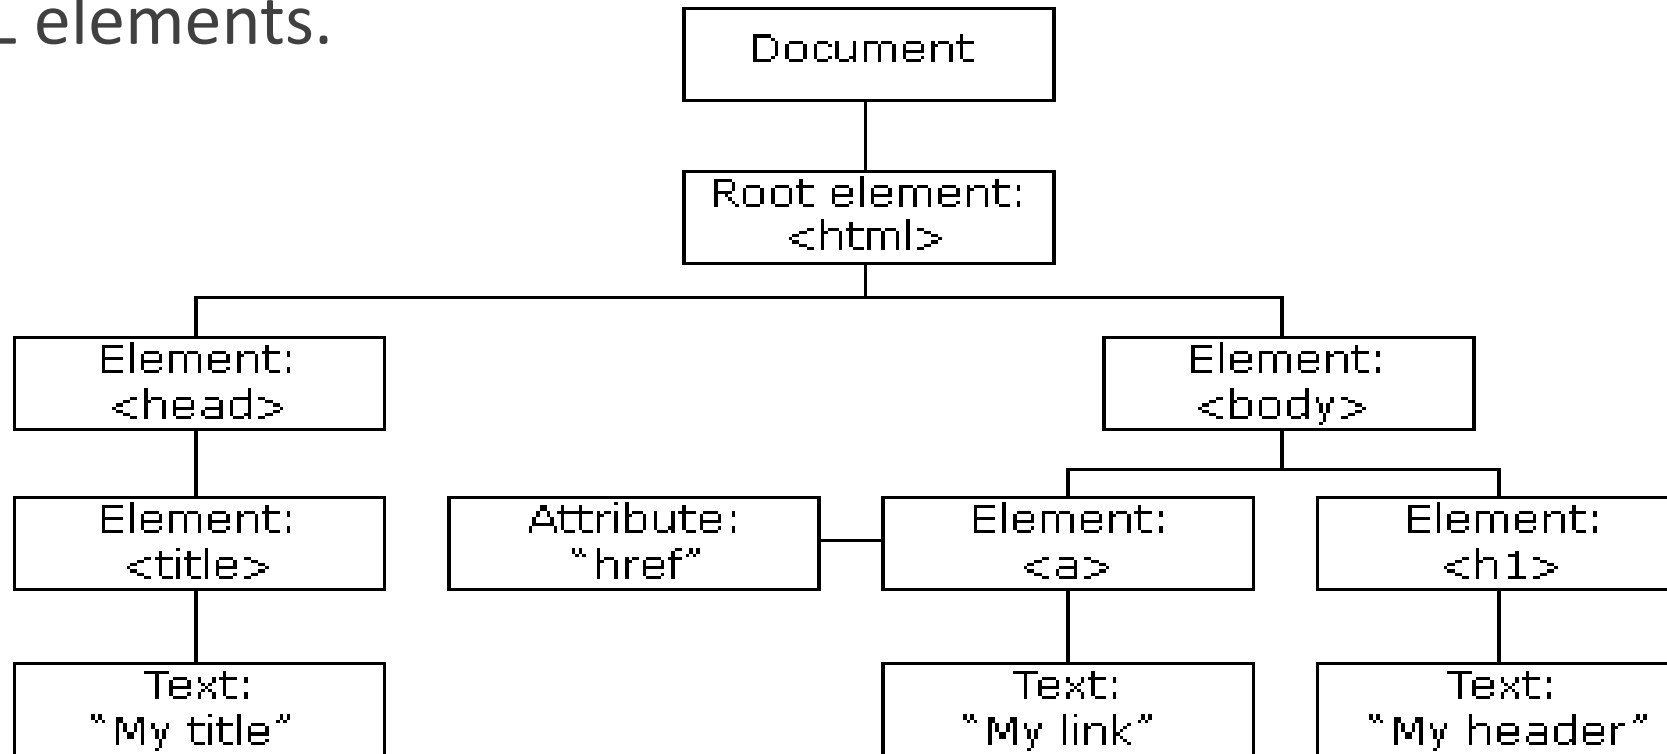 L elements.
Document
Root element:
<html>
Element:
<head>
Element:
<body>
Element:
<title>
Attribute:
"href"
Element:
<a>
Element:
<h1>
Text:
"My title"
Text:
"My link"
Text:
"My header"